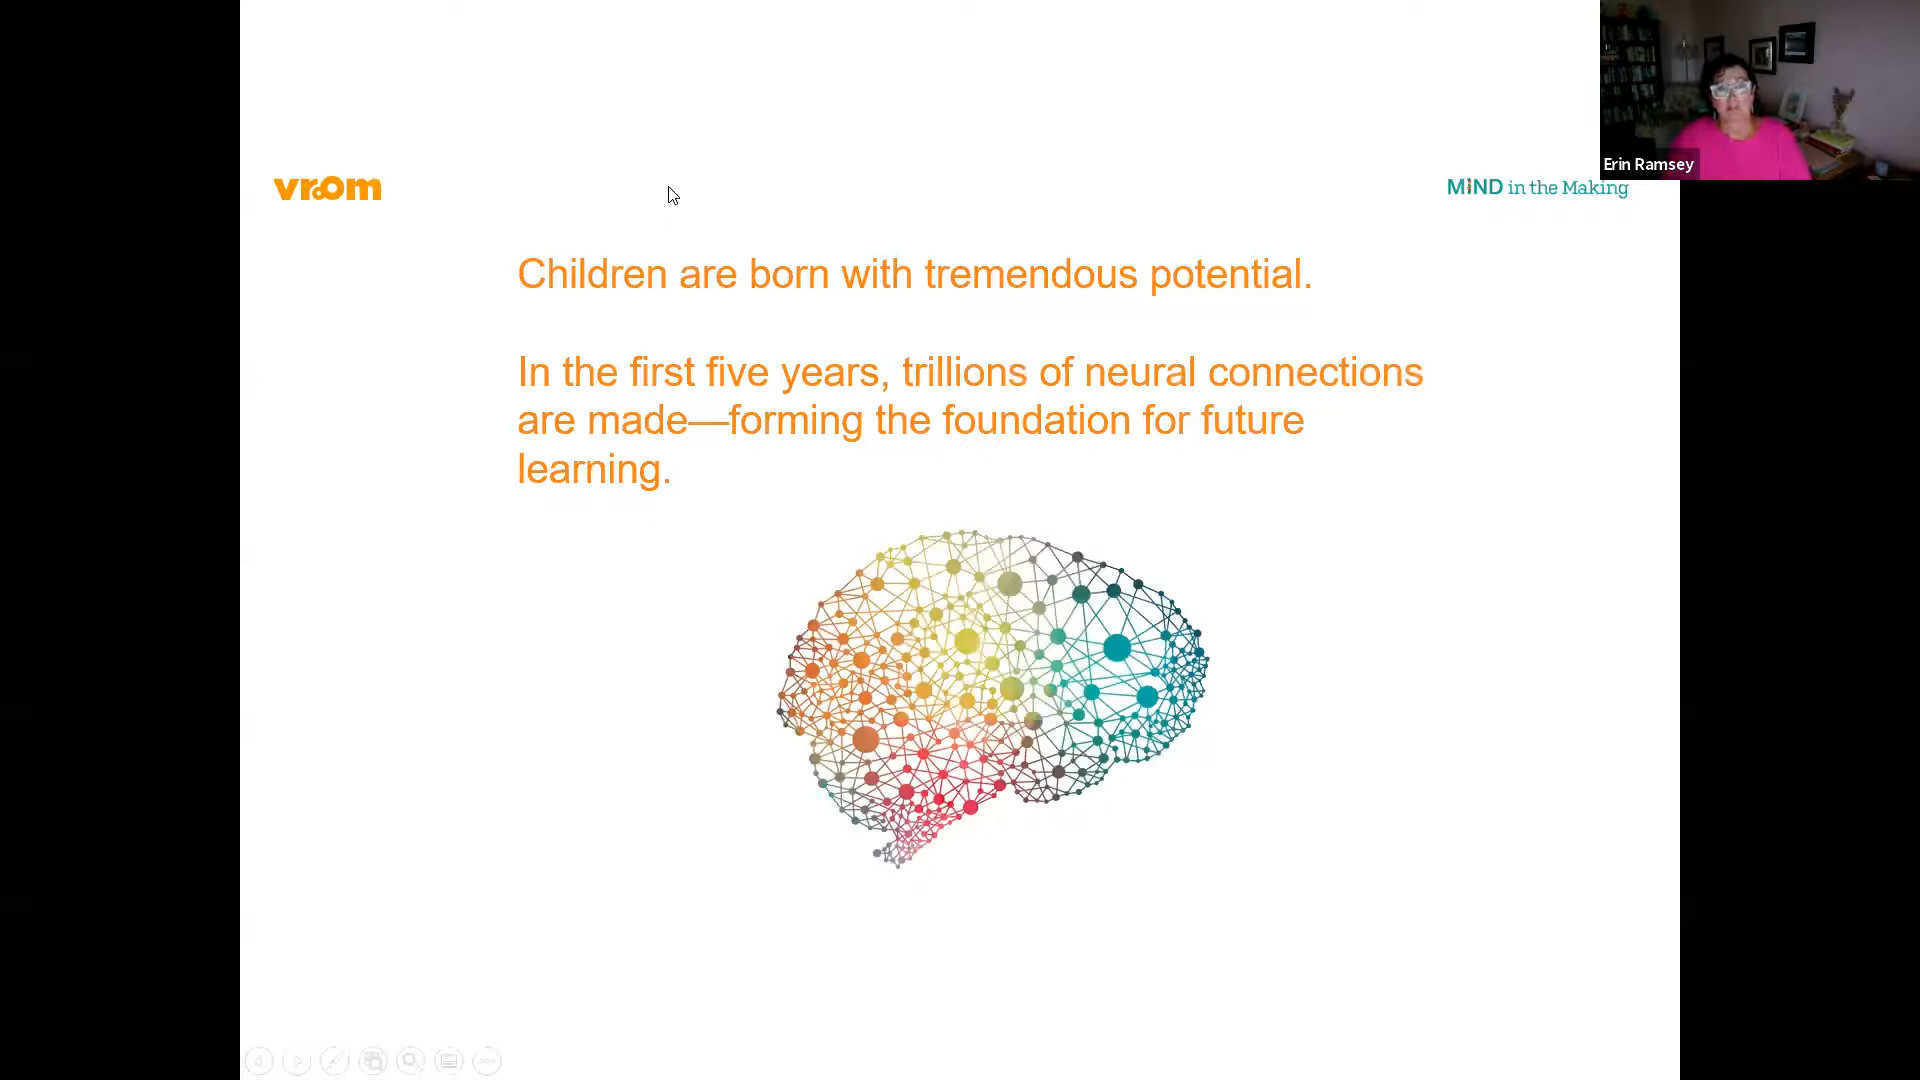 Erin Ramsey
vroom
MIND in the Making
Children are born with tremendous potential.
In the first five years, trillions of neural connections
are made—forming the foundation for future
learning.